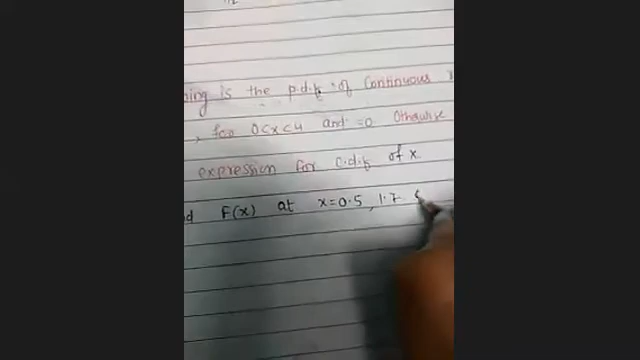 is the p.d.f of Continuous
, for 0<x<4 and =0 Otherwise
expression for c.d.f of x
F(x) at x=0.5, 1.7